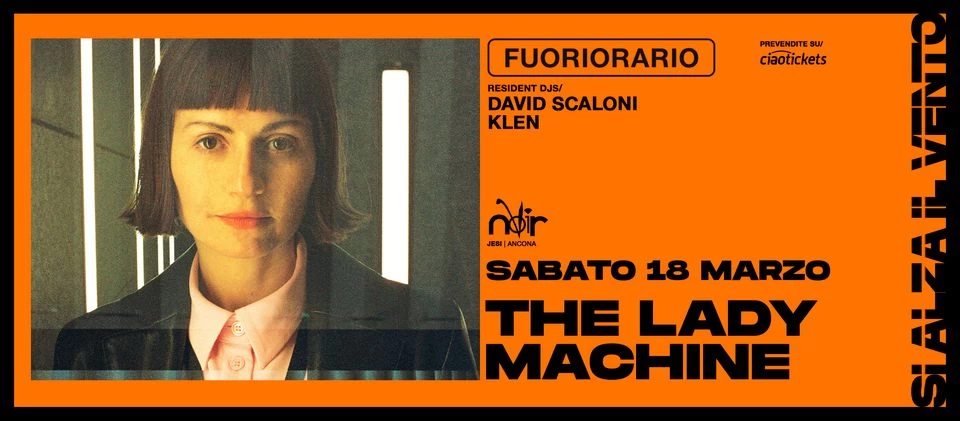 FUORIORARIO
PREVENDITE SU/
ciaotickets
RESIDENT DJS/
DAVID SCALONI
KLEN
noir
JESI | ANCONA
SABATO 18 MARZO
THE LADY
MACHINE
SI ALZA IL VENTO